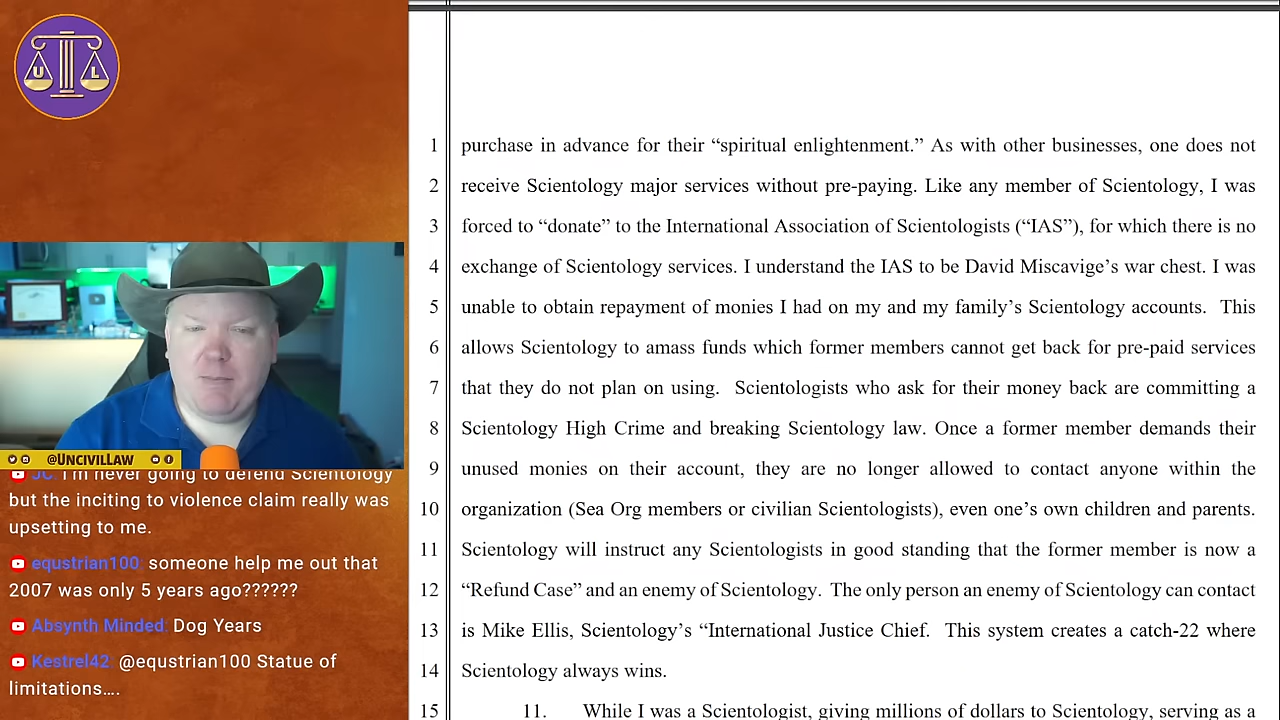 U L
@UNCIVILLAW
JC: I'm never going to defend Scientology
but the inciting to violence claim really was
upsetting to me.
equstrian100: someone help me out that
2007 was only 5 years ago??????
Absynth Minded: Dog Years
Kestrel42: @equstrian100 Statue of
limitations....
1 purchase in advance for their “spiritual enlightenment.” As with other businesses, one does not
2 receive Scientology major services without pre-paying. Like any member of Scientology, I was
3 forced to “donate” to the International Association of Scientologists (“IAS”), for which there is no
4 exchange of Scientology services. I understand the IAS to be David Miscavige’s war chest. I was
5 unable to obtain repayment of monies I had on my and my family’s Scientology accounts. This
6 allows Scientology to amass funds which former members cannot get back for pre-paid services
7 that they do not plan on using. Scientologists who ask for their money back are committing a
8 Scientology High Crime and breaking Scientology law. Once a former member demands their
9 unused monies on their account, they are no longer allowed to contact anyone within the
10 organization (Sea Org members or civilian Scientologists), even one’s own children and parents.
11 Scientology will instruct any Scientologists in good standing that the former member is now a
12 “Refund Case” and an enemy of Scientology. The only person an enemy of Scientology can contact
13 is Mike Ellis, Scientology’s “International Justice Chief. This system creates a catch-22 where
14 Scientology always wins.
15 11. While I was a Scientologist, giving millions of dollars to Scientology, serving as a